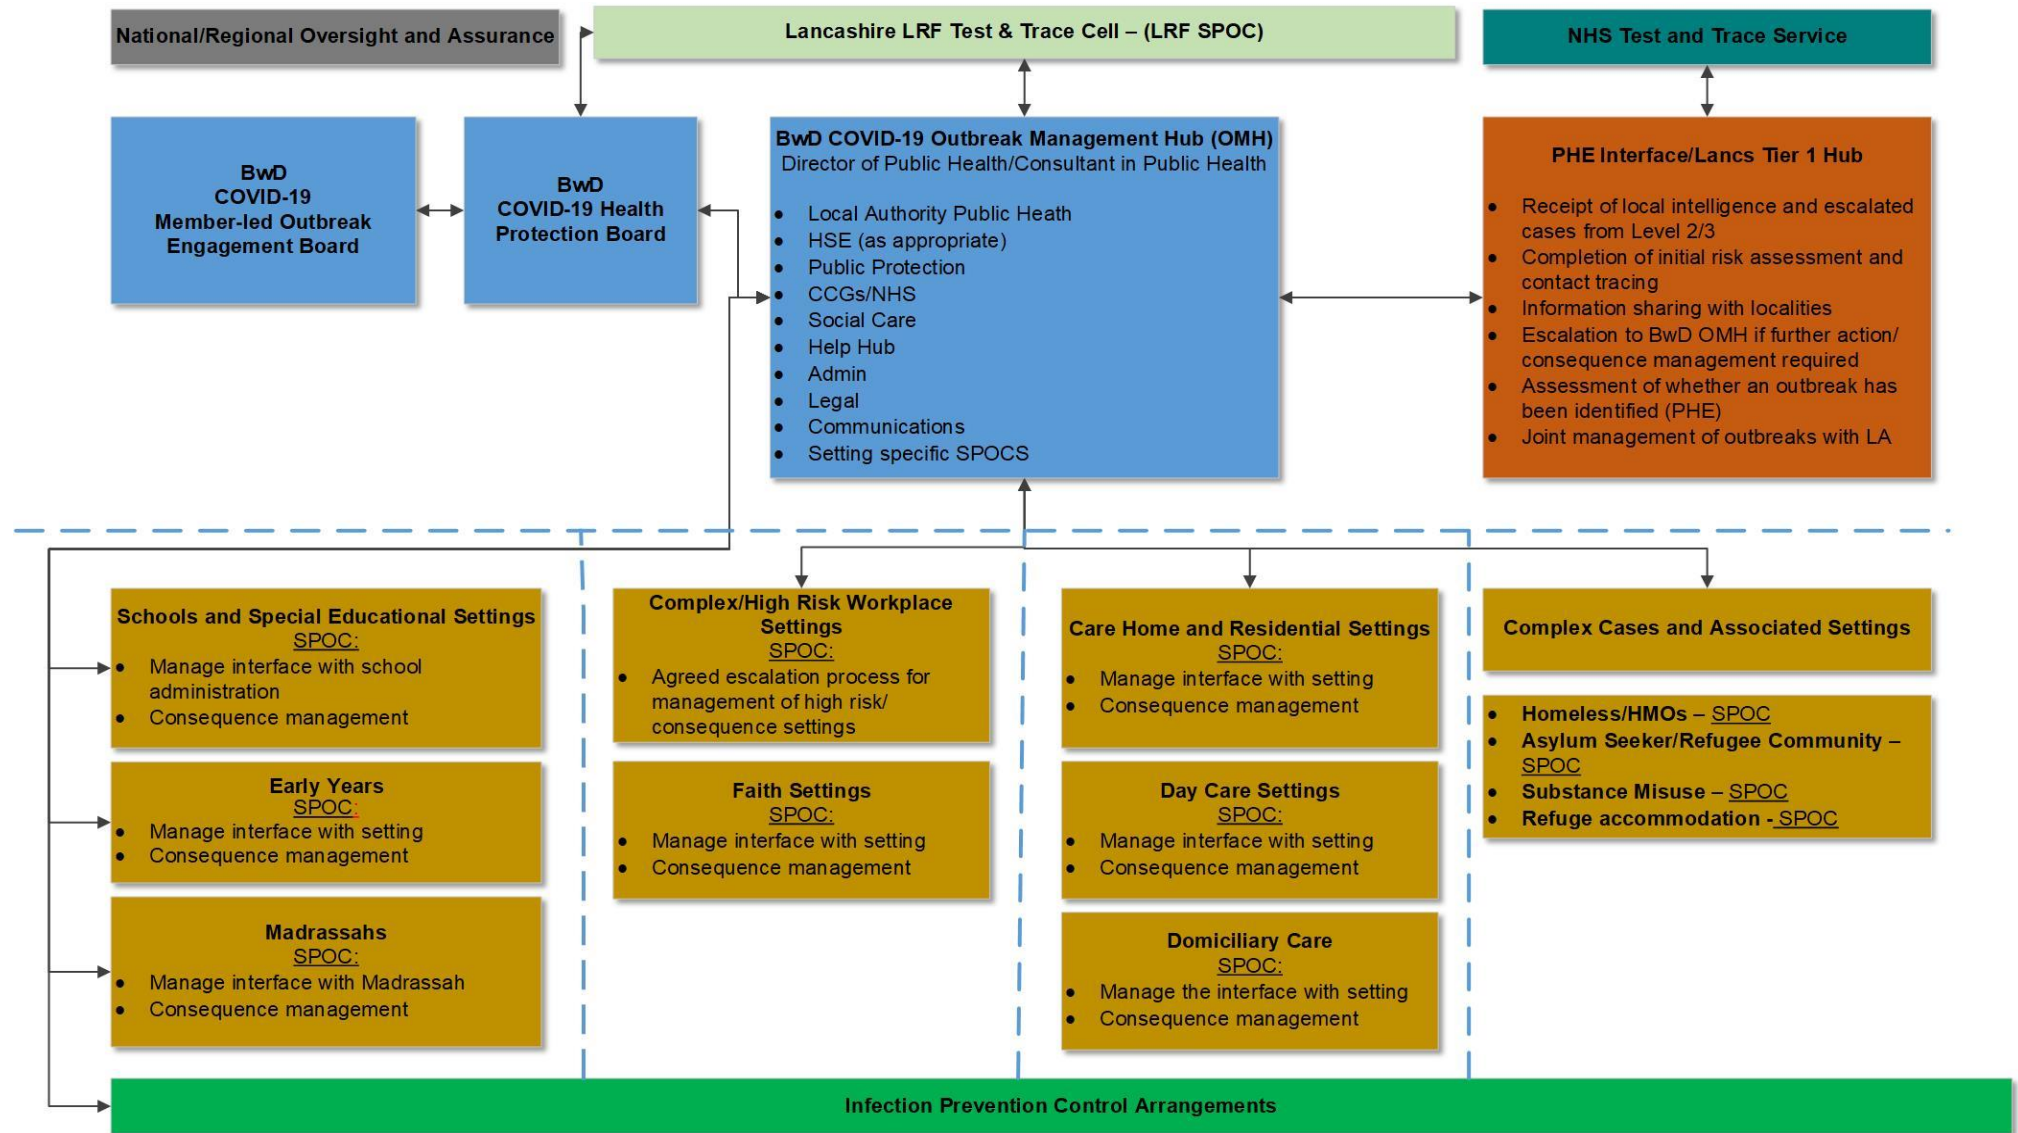 National/Regional Oversight and Assurance
Lancashire LRF Test & Trace Cell – (LRF SPOC)
NHS Test and Trace Service
BwD
COVID-19
Member-led Outbreak
Engagement Board
BwD
COVID-19 Health
Protection Board
BwD COVID-19 Outbreak Management Hub (OMH)
Director of Public Health/Consultant in Public Health
• Local Authority Public Heath
• HSE (as appropriate)
• Public Protection
• CCGs/NHS
• Social Care
• Help Hub
• Admin
• Legal
• Communications
• Setting specific SPOCS
PHE Interface/Lancs Tier 1 Hub
• Receipt of local intelligence and escalated
cases from Level 2/3
• Completion of initial risk assessment and
contact tracing
• Information sharing with localities
• Escalation to BwD OMH if further action/
consequence management required
• Assessment of whether an outbreak has
been identified (PHE)
• Joint management of outbreaks with LA
Schools and Special Educational Settings
SPOC:
• Manage interface with school
administration
• Consequence management
Early Years
SPOC:
• Manage interface with setting
• Consequence management
Madrassahs
SPOC:
• Manage interface with Madrassah
• Consequence management
Complex/High Risk Workplace
Settings
SPOC:
• Agreed escalation process for
management of high risk/
consequence settings
Faith Settings
SPOC:
• Manage interface with setting
• Consequence management
Care Home and Residential Settings
SPOC:
• Manage interface with setting
• Consequence management
Day Care Settings
SPOC:
• Manage interface with setting
• Consequence management
Domiciliary Care
SPOC:
• Manage the interface with setting
• Consequence management
Complex Cases and Associated Settings
• Homeless/HMOs – SPOC
• Asylum Seeker/Refugee Community –
SPOC
• Substance Misuse – SPOC
• Refuge accommodation - SPOC
Infection Prevention Control Arrangements